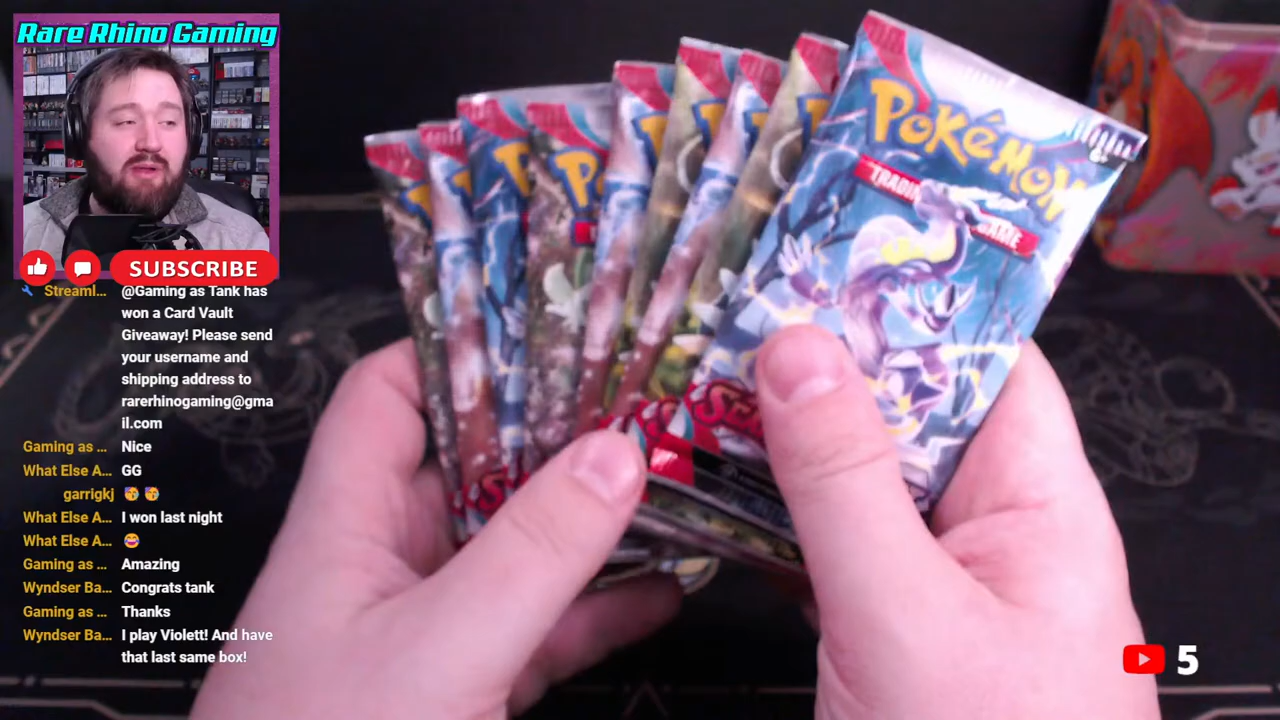 Rare Rhino Gaming
SUBSCRIBE
Streaml... @Gaming as Tank has
won a Card Vault
Giveaway! Please send
your username and
shipping address to
rarerhinogaming@gma
il.com
Gaming as ... Nice
What Else A... GG
garrigkj 🥳 🥳
What Else A... I won last night
What Else A... 😂
Gaming as ... Amazing
Wyndser Ba... Congrats tank
Gaming as ... Thanks
Wyndser Ba... I play Violett! And have
that last same box!
POKéMON
TRADI GAME
5